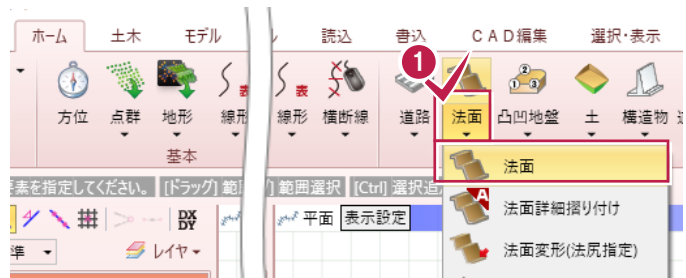 ホーム 土木 モデル 読込 書込 CAD編集 選択・表示
1
表 表
方位 点群 地形 線形 線形 横断線 道路 法面 凸凹地盤 土 構造物
基本
法面
要素を指定してください。 [ドラッグ] 範囲 範囲選択 [Ctrl] 選択追
A 法面詳細摺り付け
DX
DY 平面 表示設定
準 レイヤ
法面変形(法尻指定)